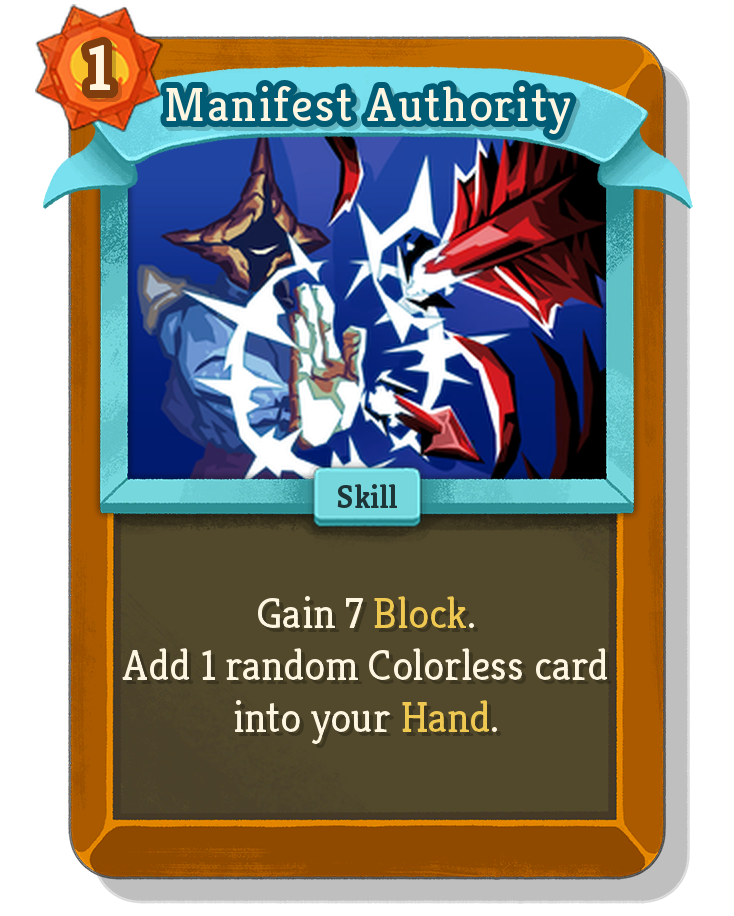 1
Manifest Authority
Skill
Gain 7 Block.
Add 1 random Colorless card
into your Hand.